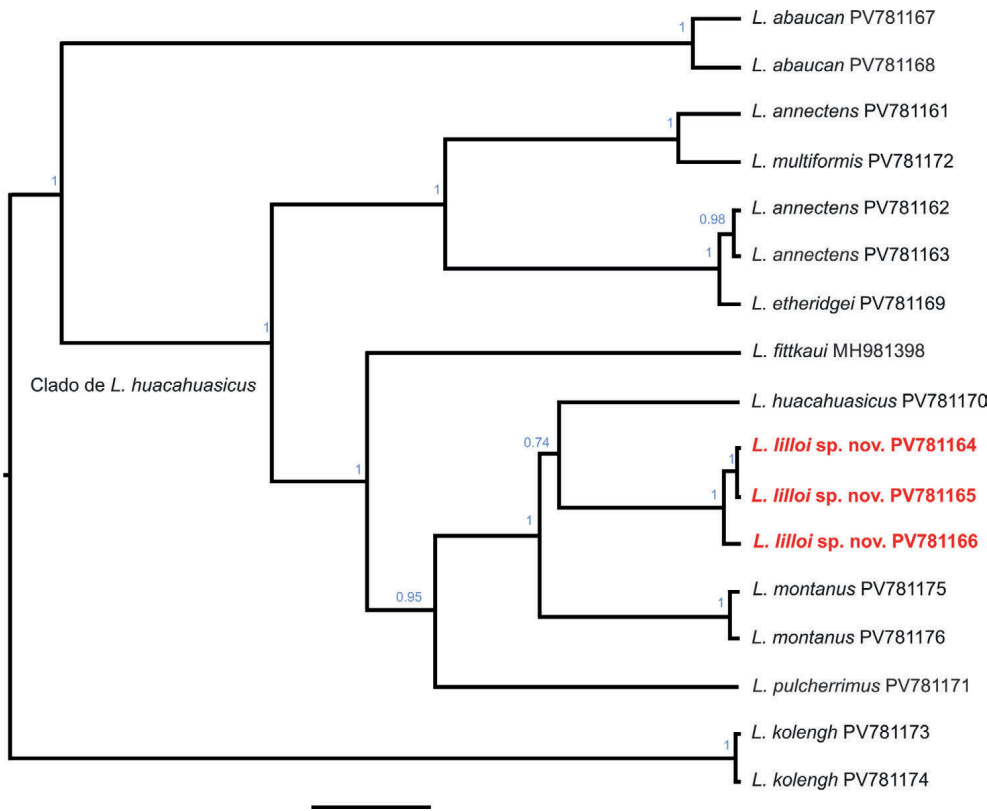 L. abaucan PV781167
1
L. abaucan PV781168
L. annectens PV781161
1
L. multiformis PV781172
1
1
L. annectens PV781162
0.98
L. annectens PV781163
1
L. etheridgei PV781169
1
L. fittkaui MH981398
Clado de L. huacahuasicus
L. huacahuasicus PV781170
0.74
L. lilloi sp. nov. PV781164
1
1
L. lilloi sp. nov. PV781165
1
1
L. lilloi sp. nov. PV781166
L. montanus PV781175
0.95
1
L. montanus PV781176
L. pulcherrimus PV781171
L. kolengh PV781173
1
L. kolengh PV781174